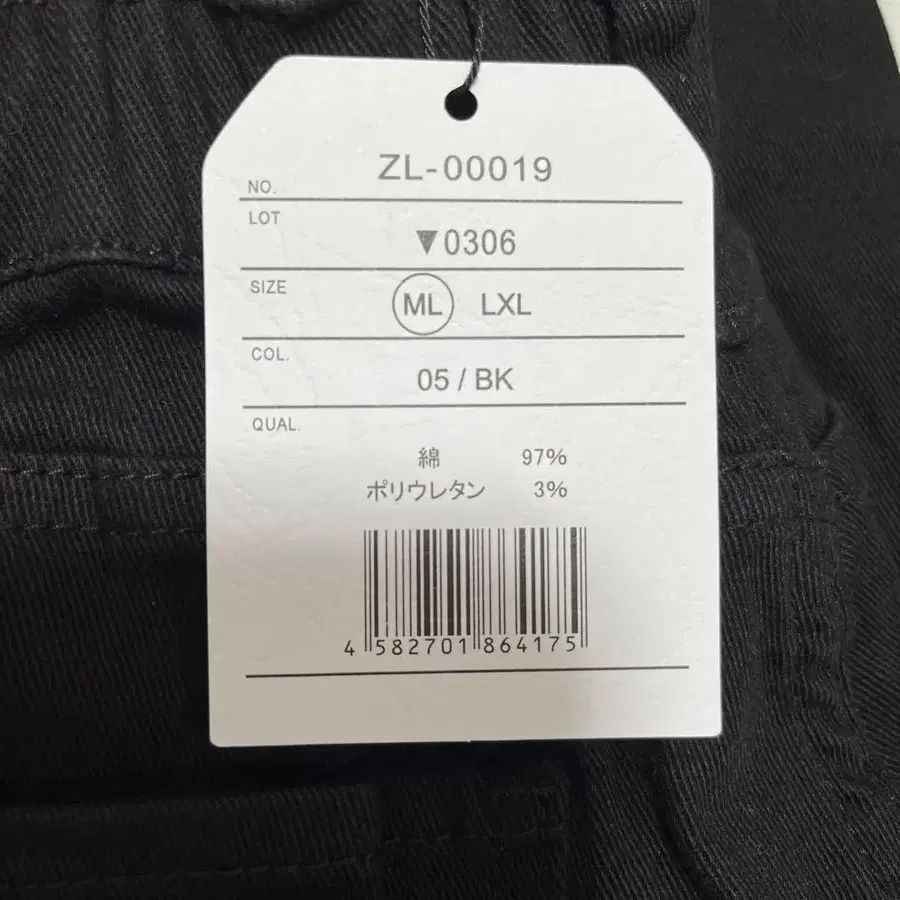 NO. ZL-00019
LOT
▼0306
SIZE ML LXL
COL.
05 / BK
QUAL.
綿 97%
ポリウレタン 3%
4 582701 864175